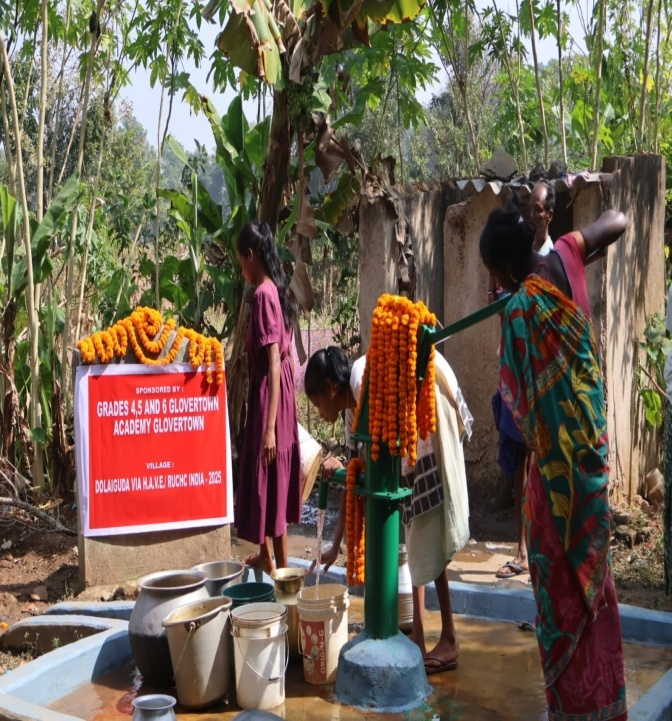 SPONSORED BY :
GRADES 4,5 AND 6 GLOVERTOWN
ACADEMY GLOVERTOWN
VILLAGE :
DOLAIGUDA VIA H.A.V.E./ RUCHC INDIA - 2025